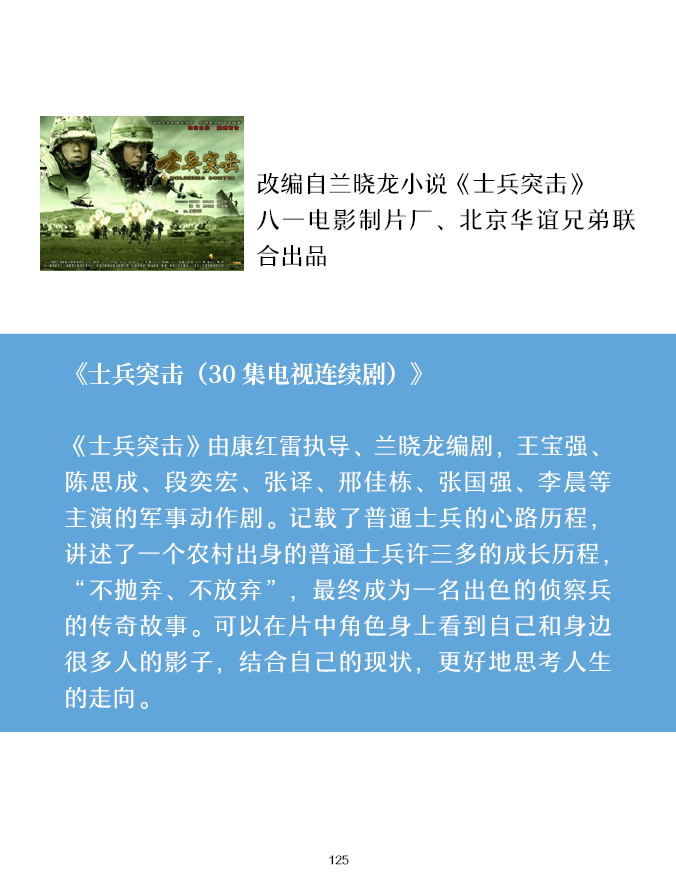 士兵突击
SOLDIERS SORTIE
改编自兰晓龙小说《士兵突击》
八一电影制片厂、北京华谊兄弟联
合出品
《士兵突击（30 集电视连续剧）》
《士兵突击》由康红雷执导、兰晓龙编剧，王宝强、
陈思成、段奕宏、张译、邢佳栋、张国强、李晨等
主演的军事动作剧。记载了普通士兵的心路历程，
讲述了一个农村出身的普通士兵许三多的成长历程，
“不抛弃、不放弃”，最终成为一名出色的侦察兵
的传奇故事。可以在片中角色身上看到自己和身边
很多人的影子，结合自己的现状，更好地思考人生
的走向。
125